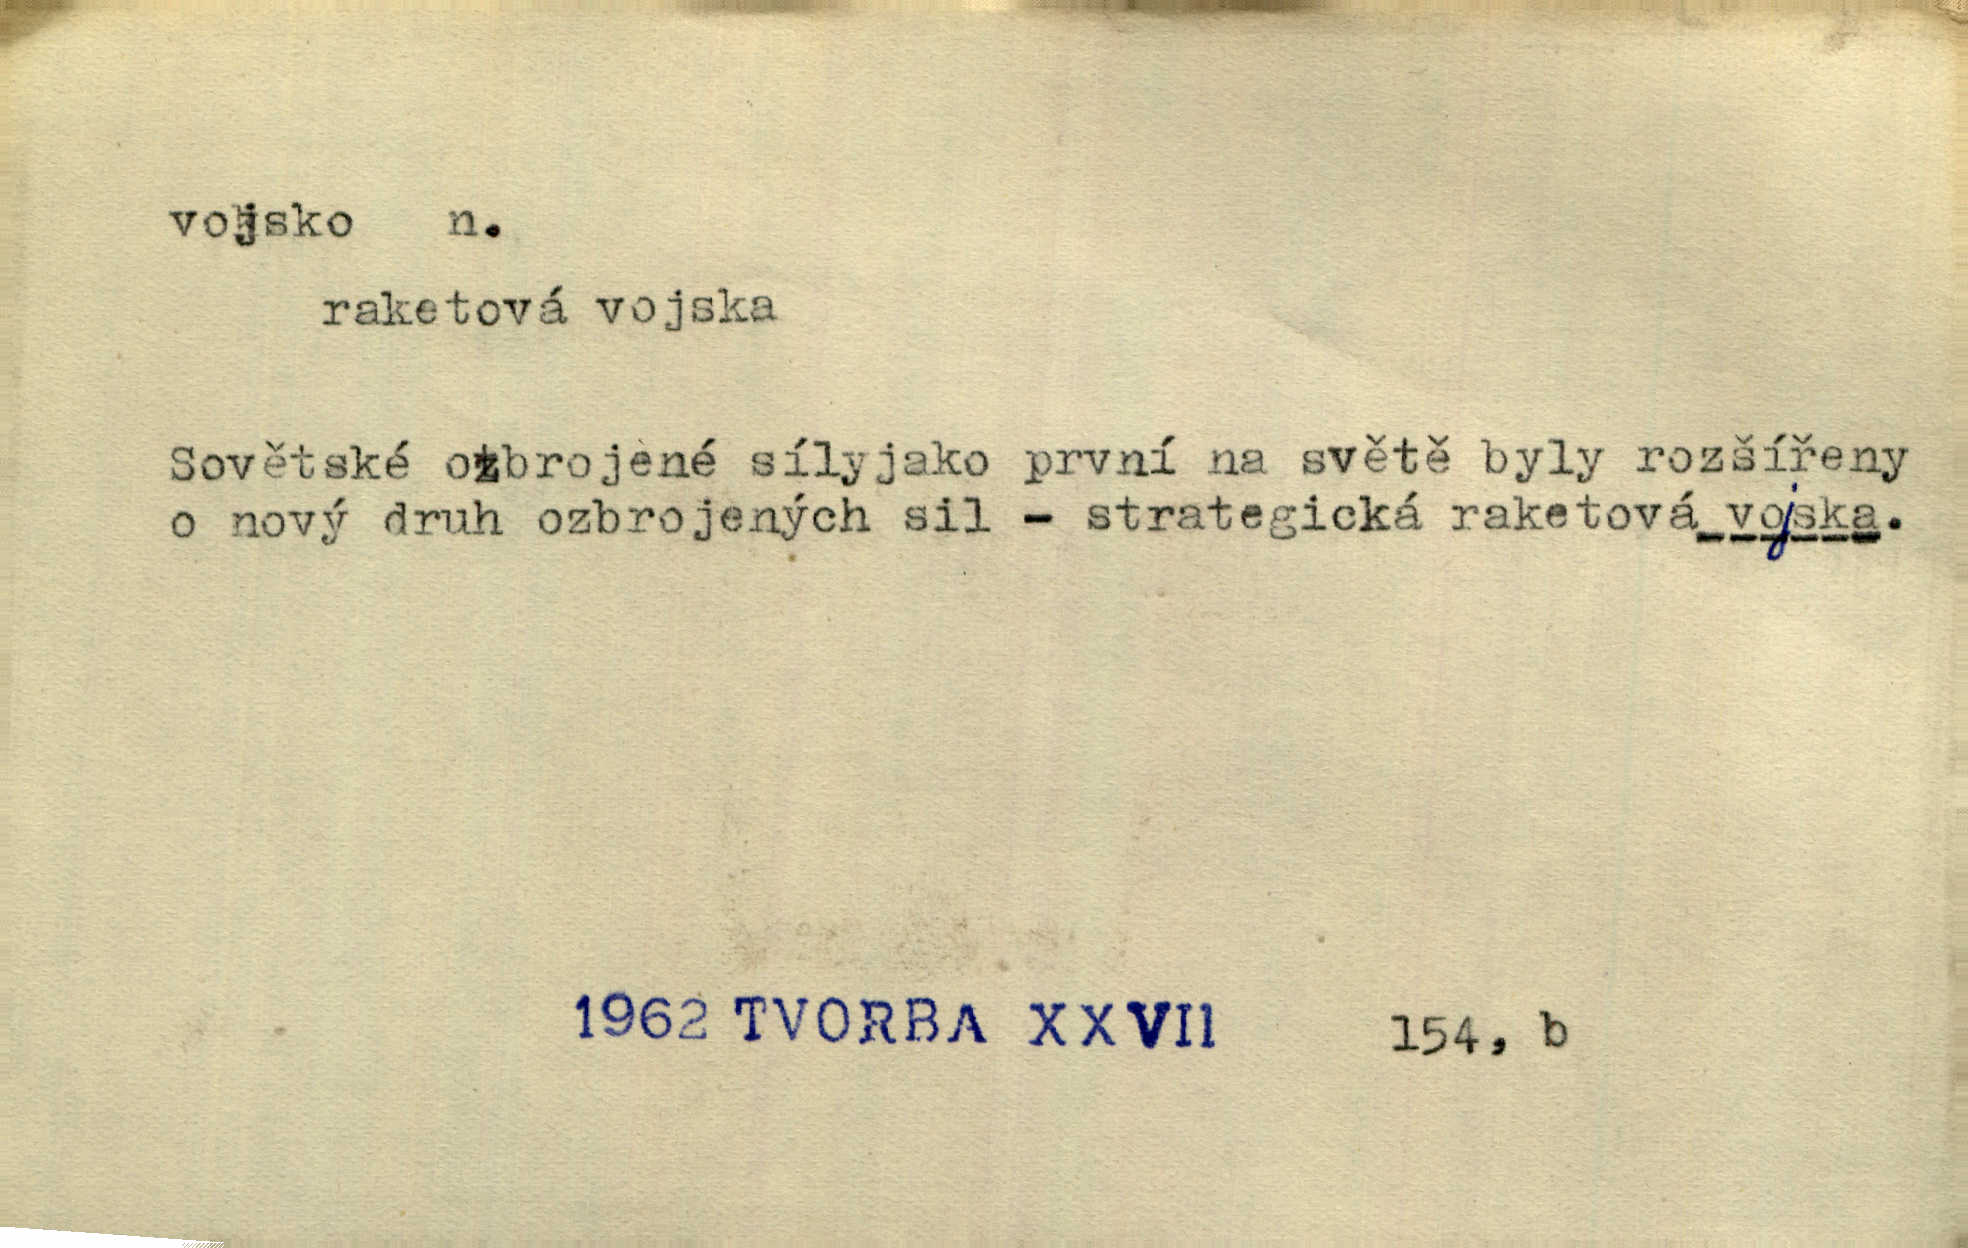 vojsko n.
raketová vojska
Sovětské ozbrojené sílyjako první na světě byly rozšířeny
o nový druh ozbrojených sil - strategická raketová vojska.
1962 TVORBA XXVII 154, b